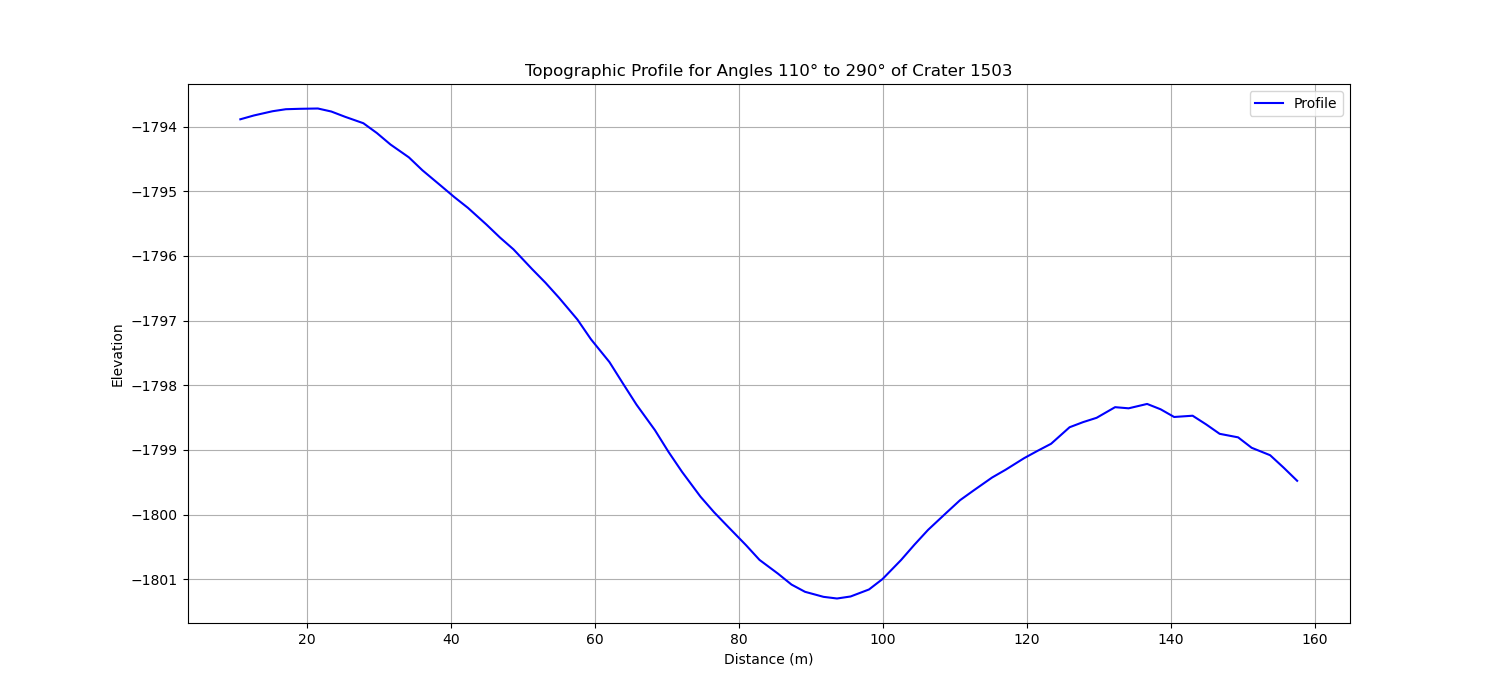 Topographic Profile for Angles 110° to 290° of Crater 1503
Profile
−1794
−1795
−1796
−1797
−1798
−1799
−1800
−1801
Elevation
20 40 60 80 100 120 140 160
Distance (m)